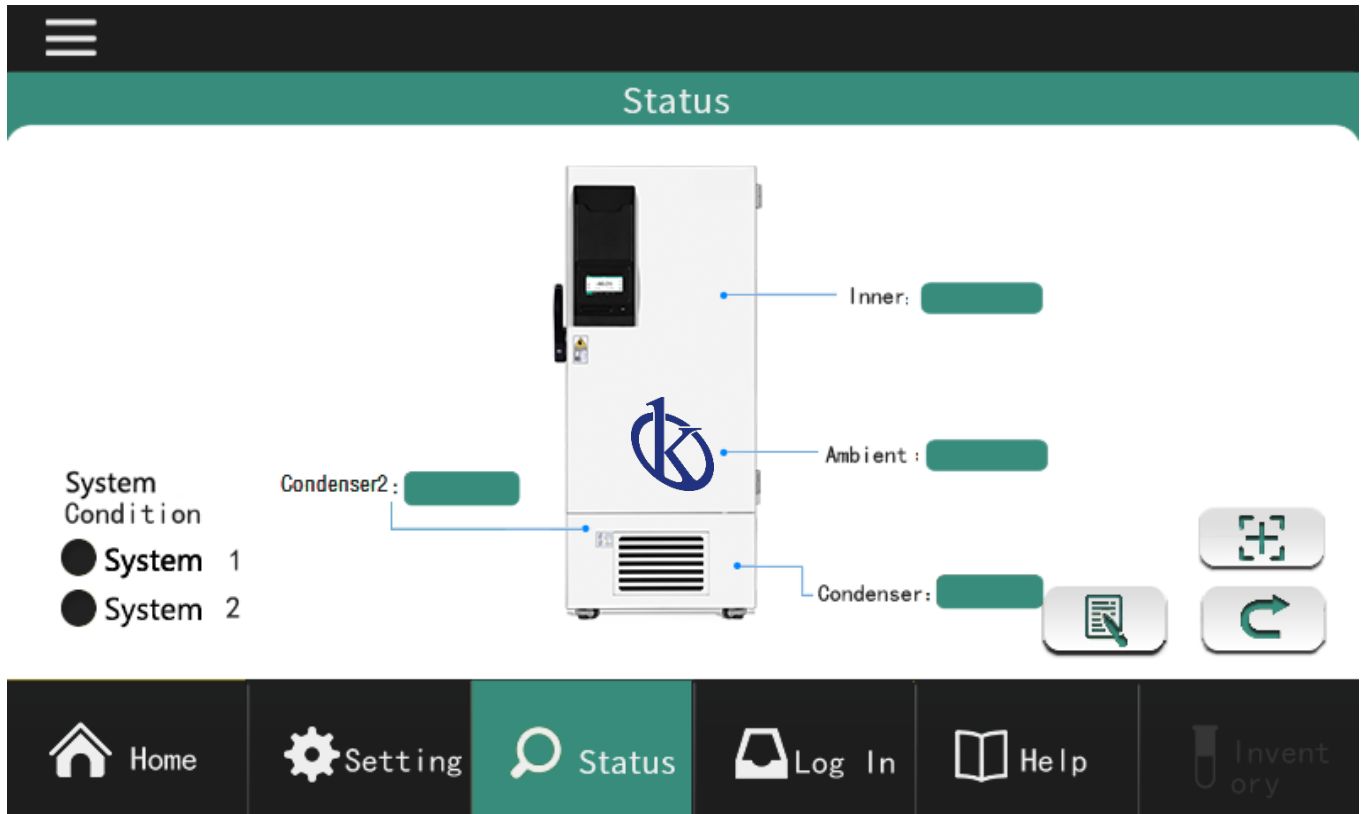 Status
Inner:
Ambient :
Condenser2:
System
Condition
System 1
System 2
Condenser:
Home
Setting
Status
Log In
Help
Invent
ory